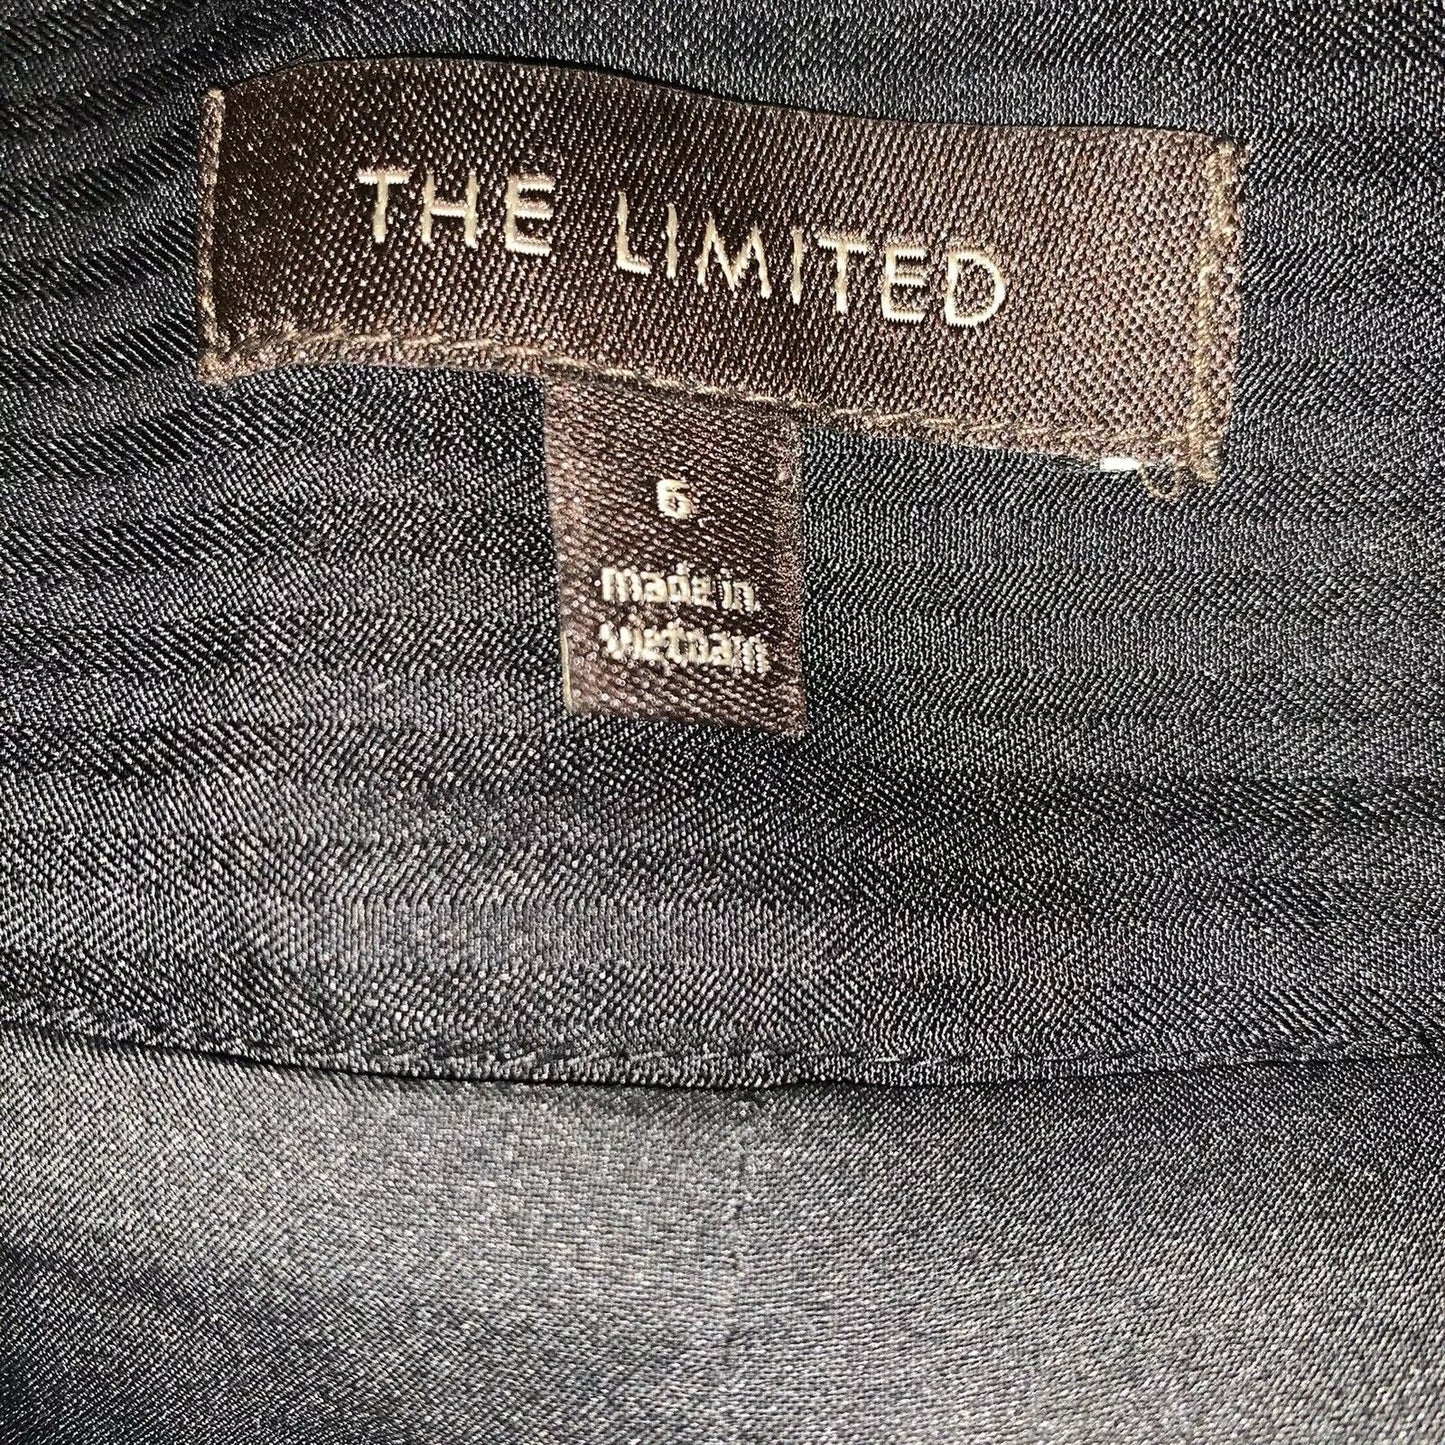 THE LIMITED
6
made in
vietnam